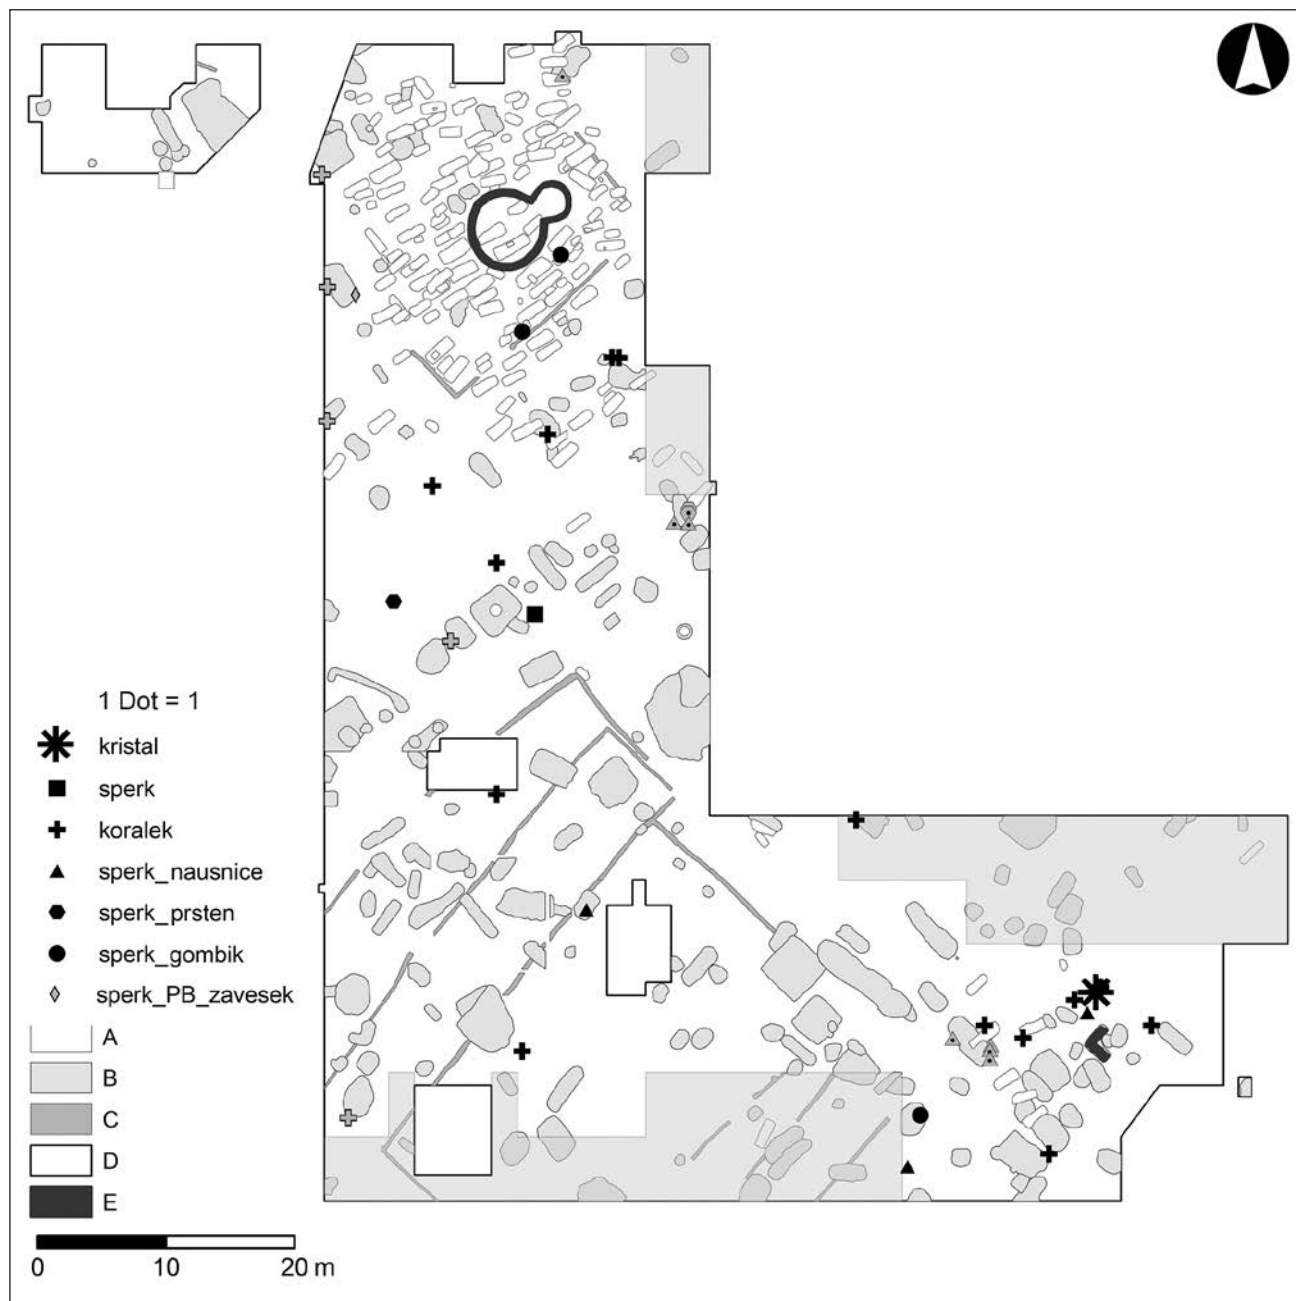 1 Dot = 1
kristal
sperk
koralek
sperk_nausnice
sperk_prsten
sperk_gombik
sperk_PB_zavesek
A
B
C
D
E
0 10 20 m